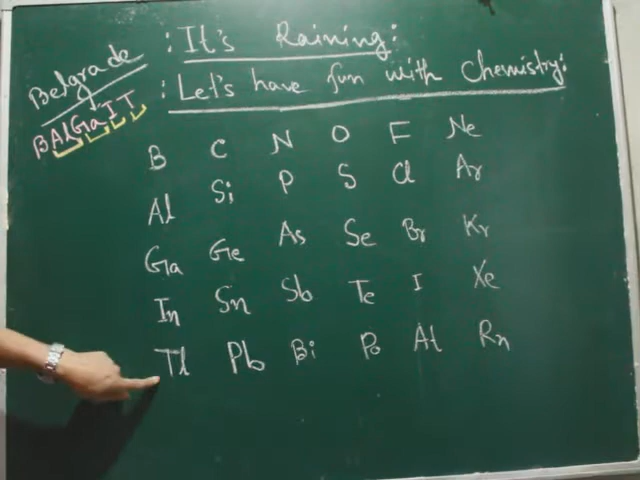 : It's Raining :
: Let's have fun with Chemistry :
Belgrade
BAlGaIT
B C N O F Ne
Al Si P S Cl Ar
Ga Ge As Se Br Kr
In Sn Sb Te I Xe
Tl Pb Bi Po At Rn